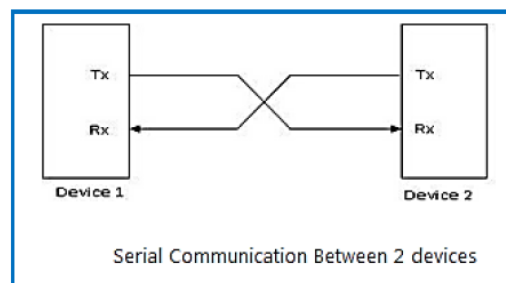 Tx Tx
Rx Rx
Device 1 Device 2
Serial Communication Between 2 devices